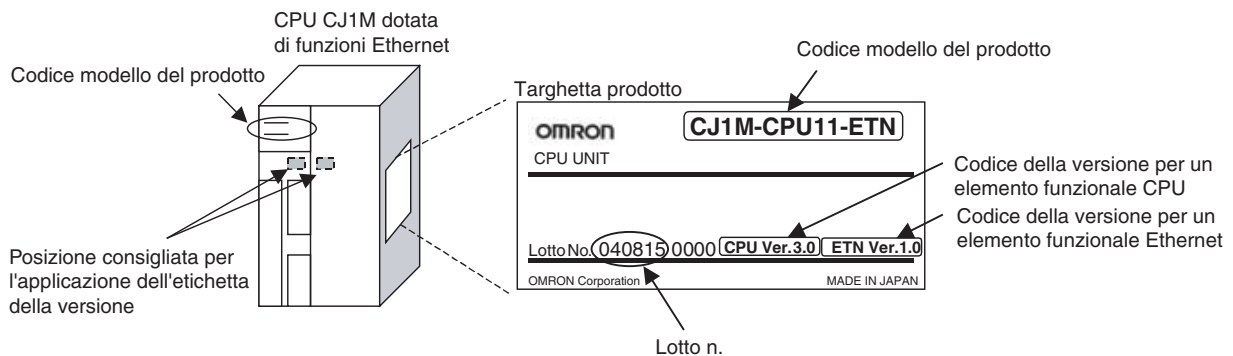 CPU CJ1M dotata
di funzioni Ethernet
Codice modello del prodotto
Codice modello del prodotto
Targhetta prodotto
OMRON
CJ1M-CPU11-ETN
CPU UNIT
Codice della versione per un
elemento funzionale CPU
Codice della versione per un
elemento funzionale Ethernet
Lotto No. 040815 0000 CPU Ver.3.0 ETN Ver.1.0
OMRON Corporation MADE IN JAPAN
Posizione consigliata per
l'applicazione dell'etichetta
della versione
Lotto n.